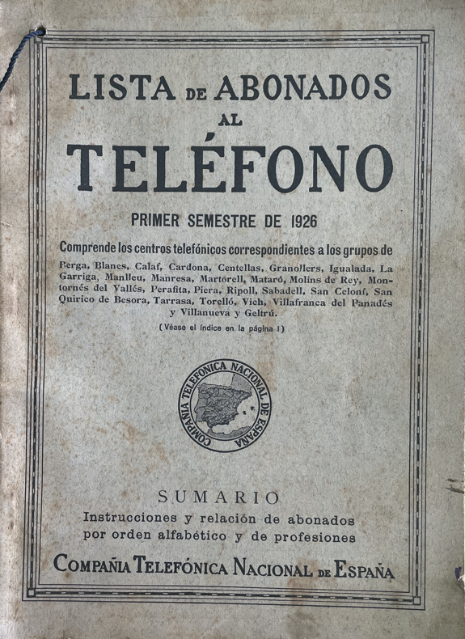 LISTA DE ABONADOS
AL
TELÉFONO
PRIMER SEMESTRE DE 1926
Comprende los centros telefónicos correspondientes a los grupos de
Berga, Blanes, Calaf, Cardona, Centellas, Granollers, Igualada, La
Garriga, Manlleu, Manresa, Martorell, Mataró, Molins de Rey, Mon-
tornés del Vallés, Perafita, Piera, Ripoll, Sabadell, San Celoní, San
Quirico de Besora, Tarrasa, Torelló, Vich, Villafranca del Panadés
y Villanueva y Geltrú.
(Véase el índice en la página 1)
COMPAÑIA TELEFONICA NACIONAL DE ESPAÑA
SUMARIO
Instrucciones y relación de abonados
por orden alfabético y de profesiones
COMPAÑIA TELEFÓNICA NACIONAL DE ESPAÑA